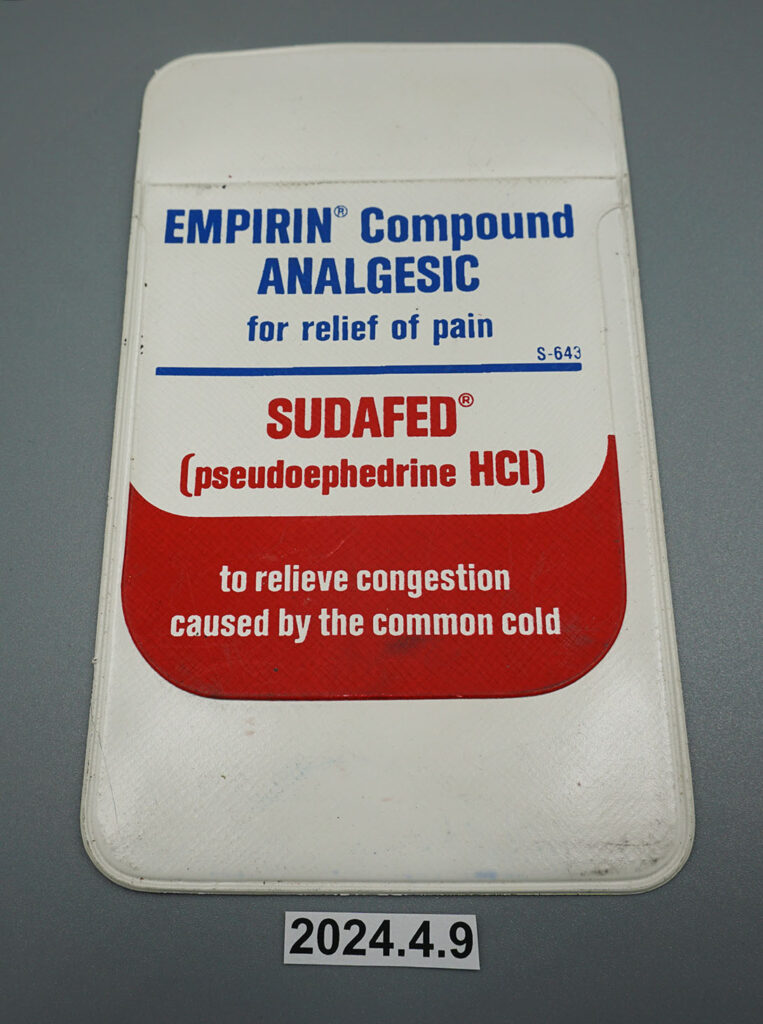 EMPIRIN® Compound
ANALGESIC
for relief of pain
S-643
SUDAFED®
(pseudoephedrine HCl)
to relieve congestion
caused by the common cold
2024.4.9